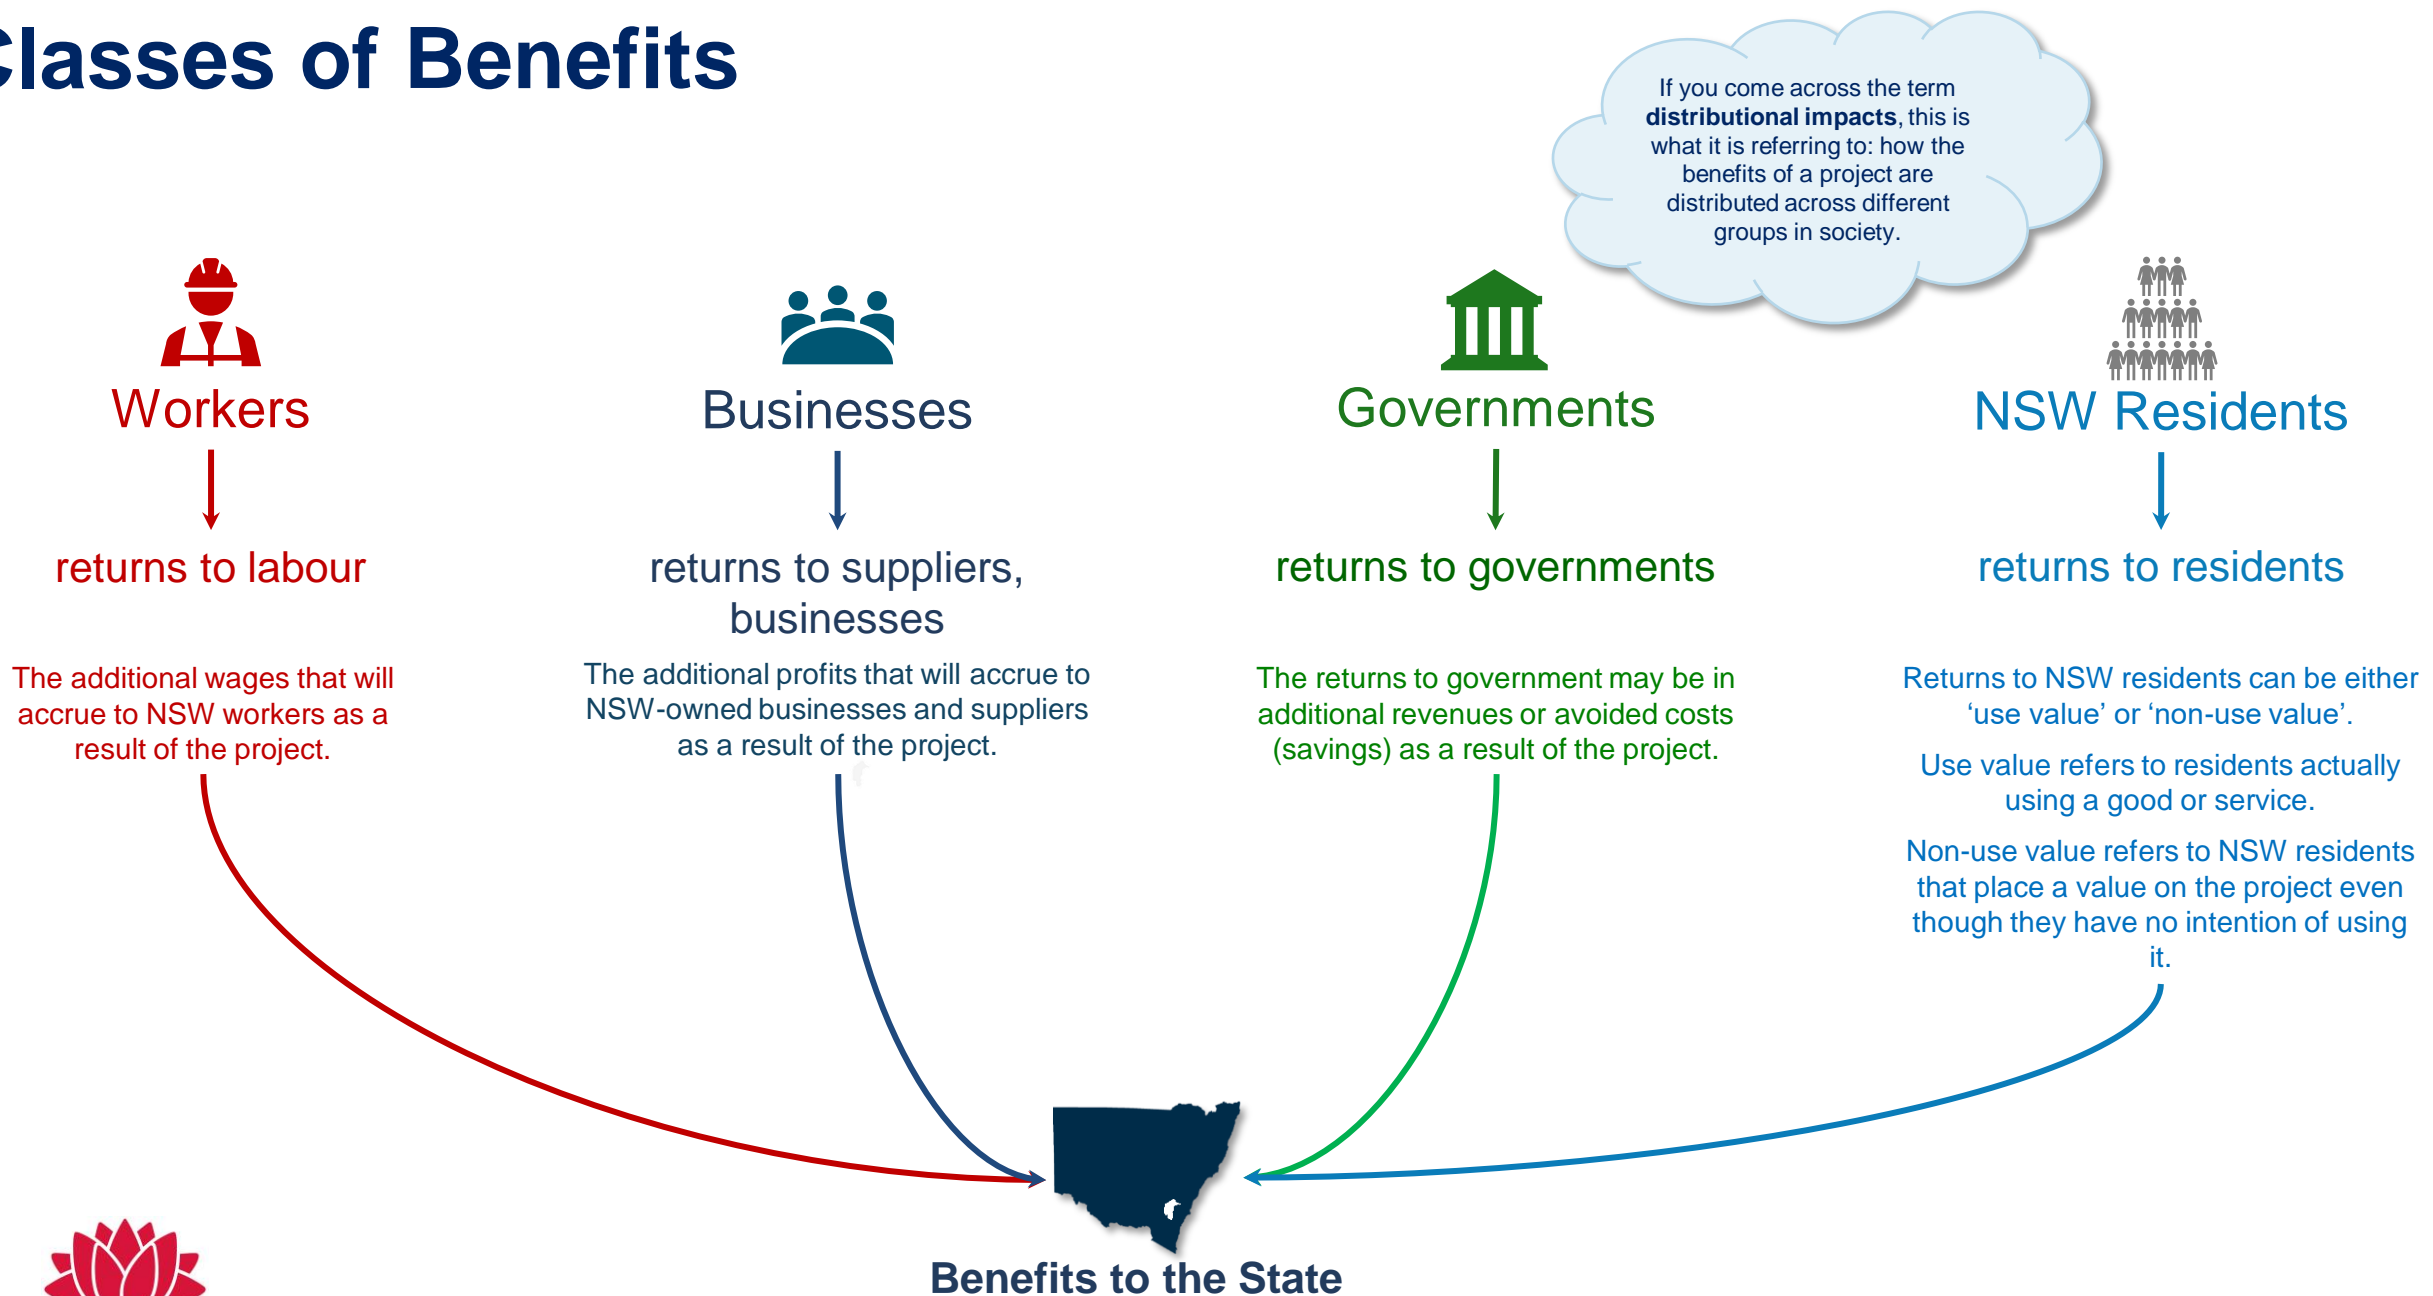 Classes of Benefits
If you come across the term
distributional impacts, this is
what it is referring to: how the
benefits of a project are
distributed across different
groups in society.
Workers
returns to labour
The additional wages that will
accrue to NSW workers as a
result of the project.
Businesses
returns to suppliers,
businesses
The additional profits that will accrue to
NSW-owned businesses and suppliers
as a result of the project.
Governments
returns to governments
The returns to government may be in
additional revenues or avoided costs
(savings) as a result of the project.
NSW Residents
returns to residents
Returns to NSW residents can be either
‘use value’ or ‘non-use value’.
Use value refers to residents actually
using a good or service.
Non-use value refers to NSW residents
that place a value on the project even
though they have no intention of using
it.
Benefits to the State